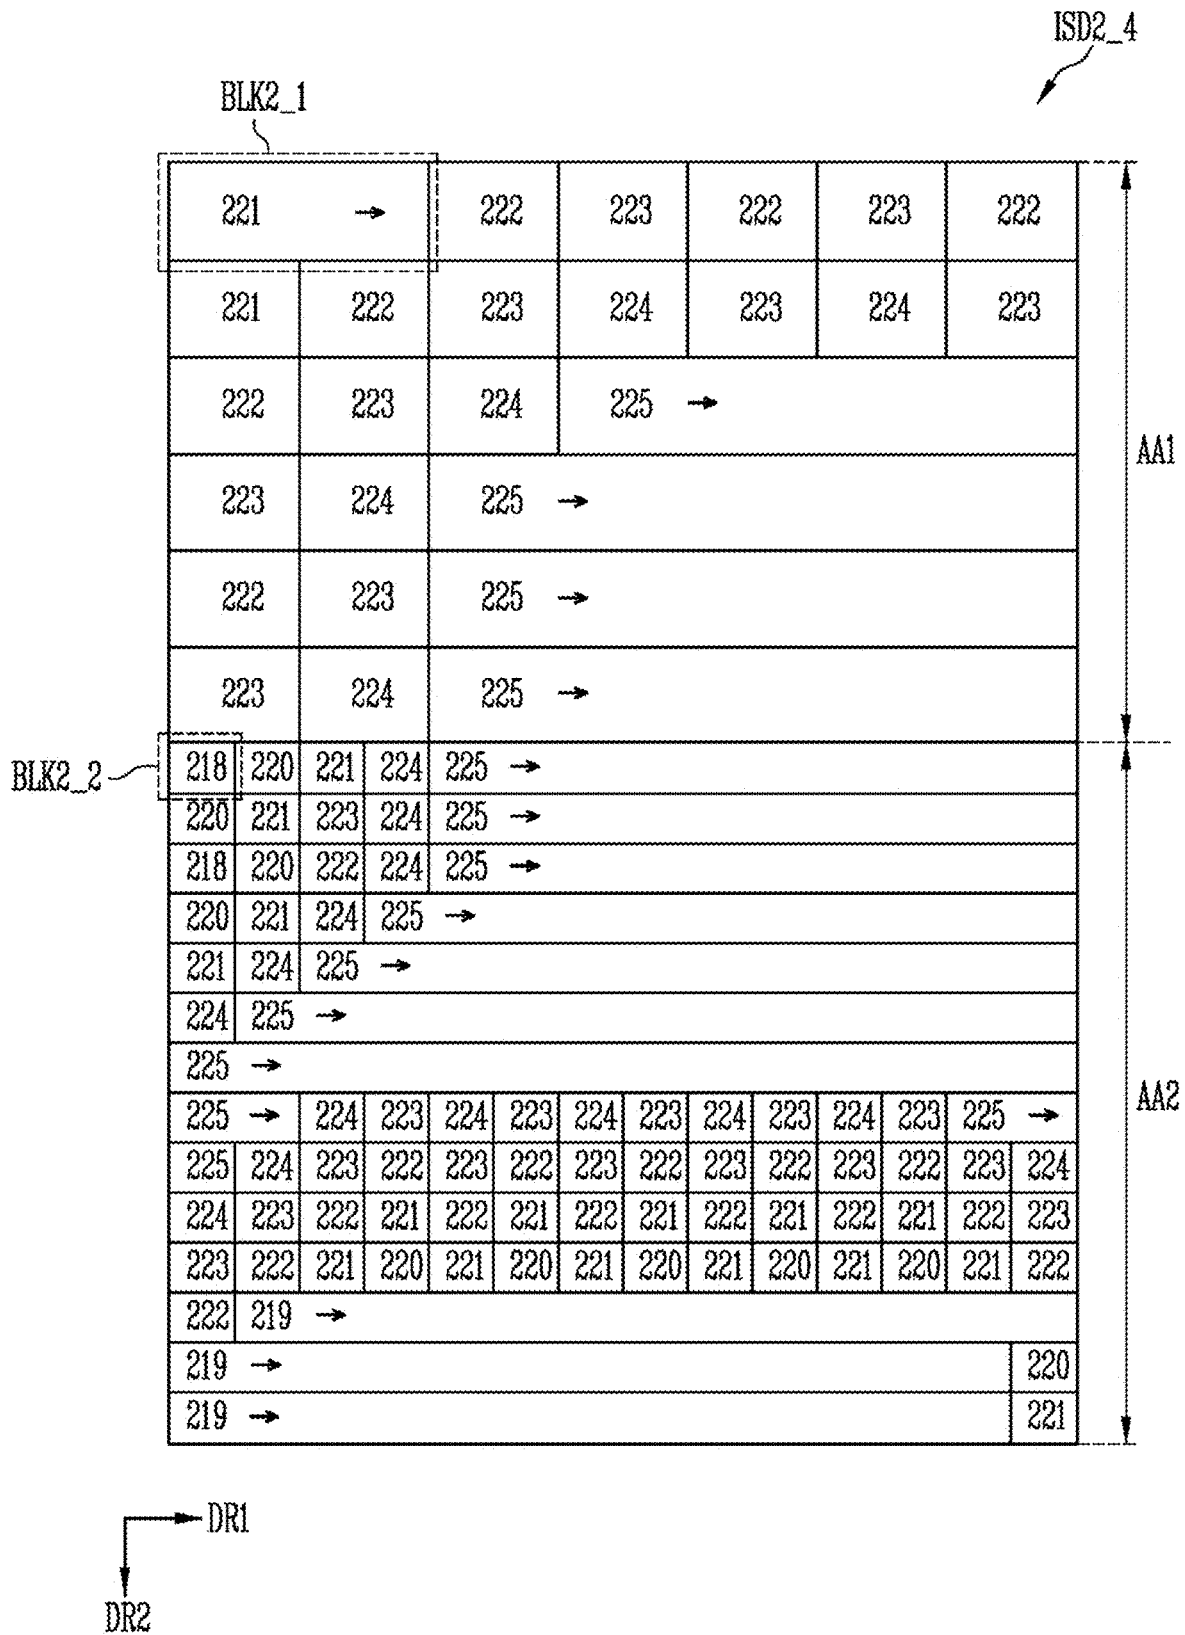 ISD2_4
BLK2_1
221 → 222 223 222 223 222
221 222 223 224 223 224 223
222 223 224 225 →
AA1
223 224 225 →
222 223 225 →
223 224 225 →
BLK2_2
218 220 221 224 225 →
220 221 223 224 225 →
218 220 222 224 225 →
220 221 224 225 →
221 224 225 →
224 225 →
225 →
AA2
225 → 224 223 224 223 224 223 224 223 224 223 225 →
225 224 223 222 223 222 223 222 223 222 223 222 223 224
224 223 222 221 222 221 222 221 222 221 222 221 222 223
223 222 221 220 221 220 221 220 221 220 221 220 221 222
222 219 →
219 → 220
219 → 221
DR1
DR2